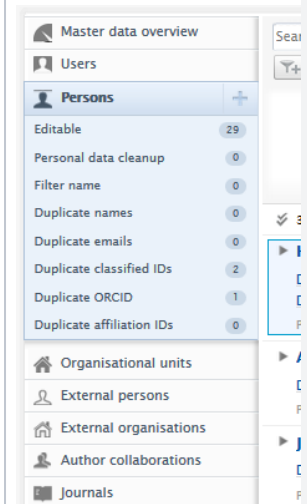 Master data overview
Users
Persons
Editable 29
Personal data cleanup 0
Filter name 0
Duplicate names 0
Duplicate emails 0
Duplicate classified IDs 2
Duplicate ORCID 1
Duplicate affiliation IDs 0
Organisational units
External persons
External organisations
Author collaborations
Journals
Sear